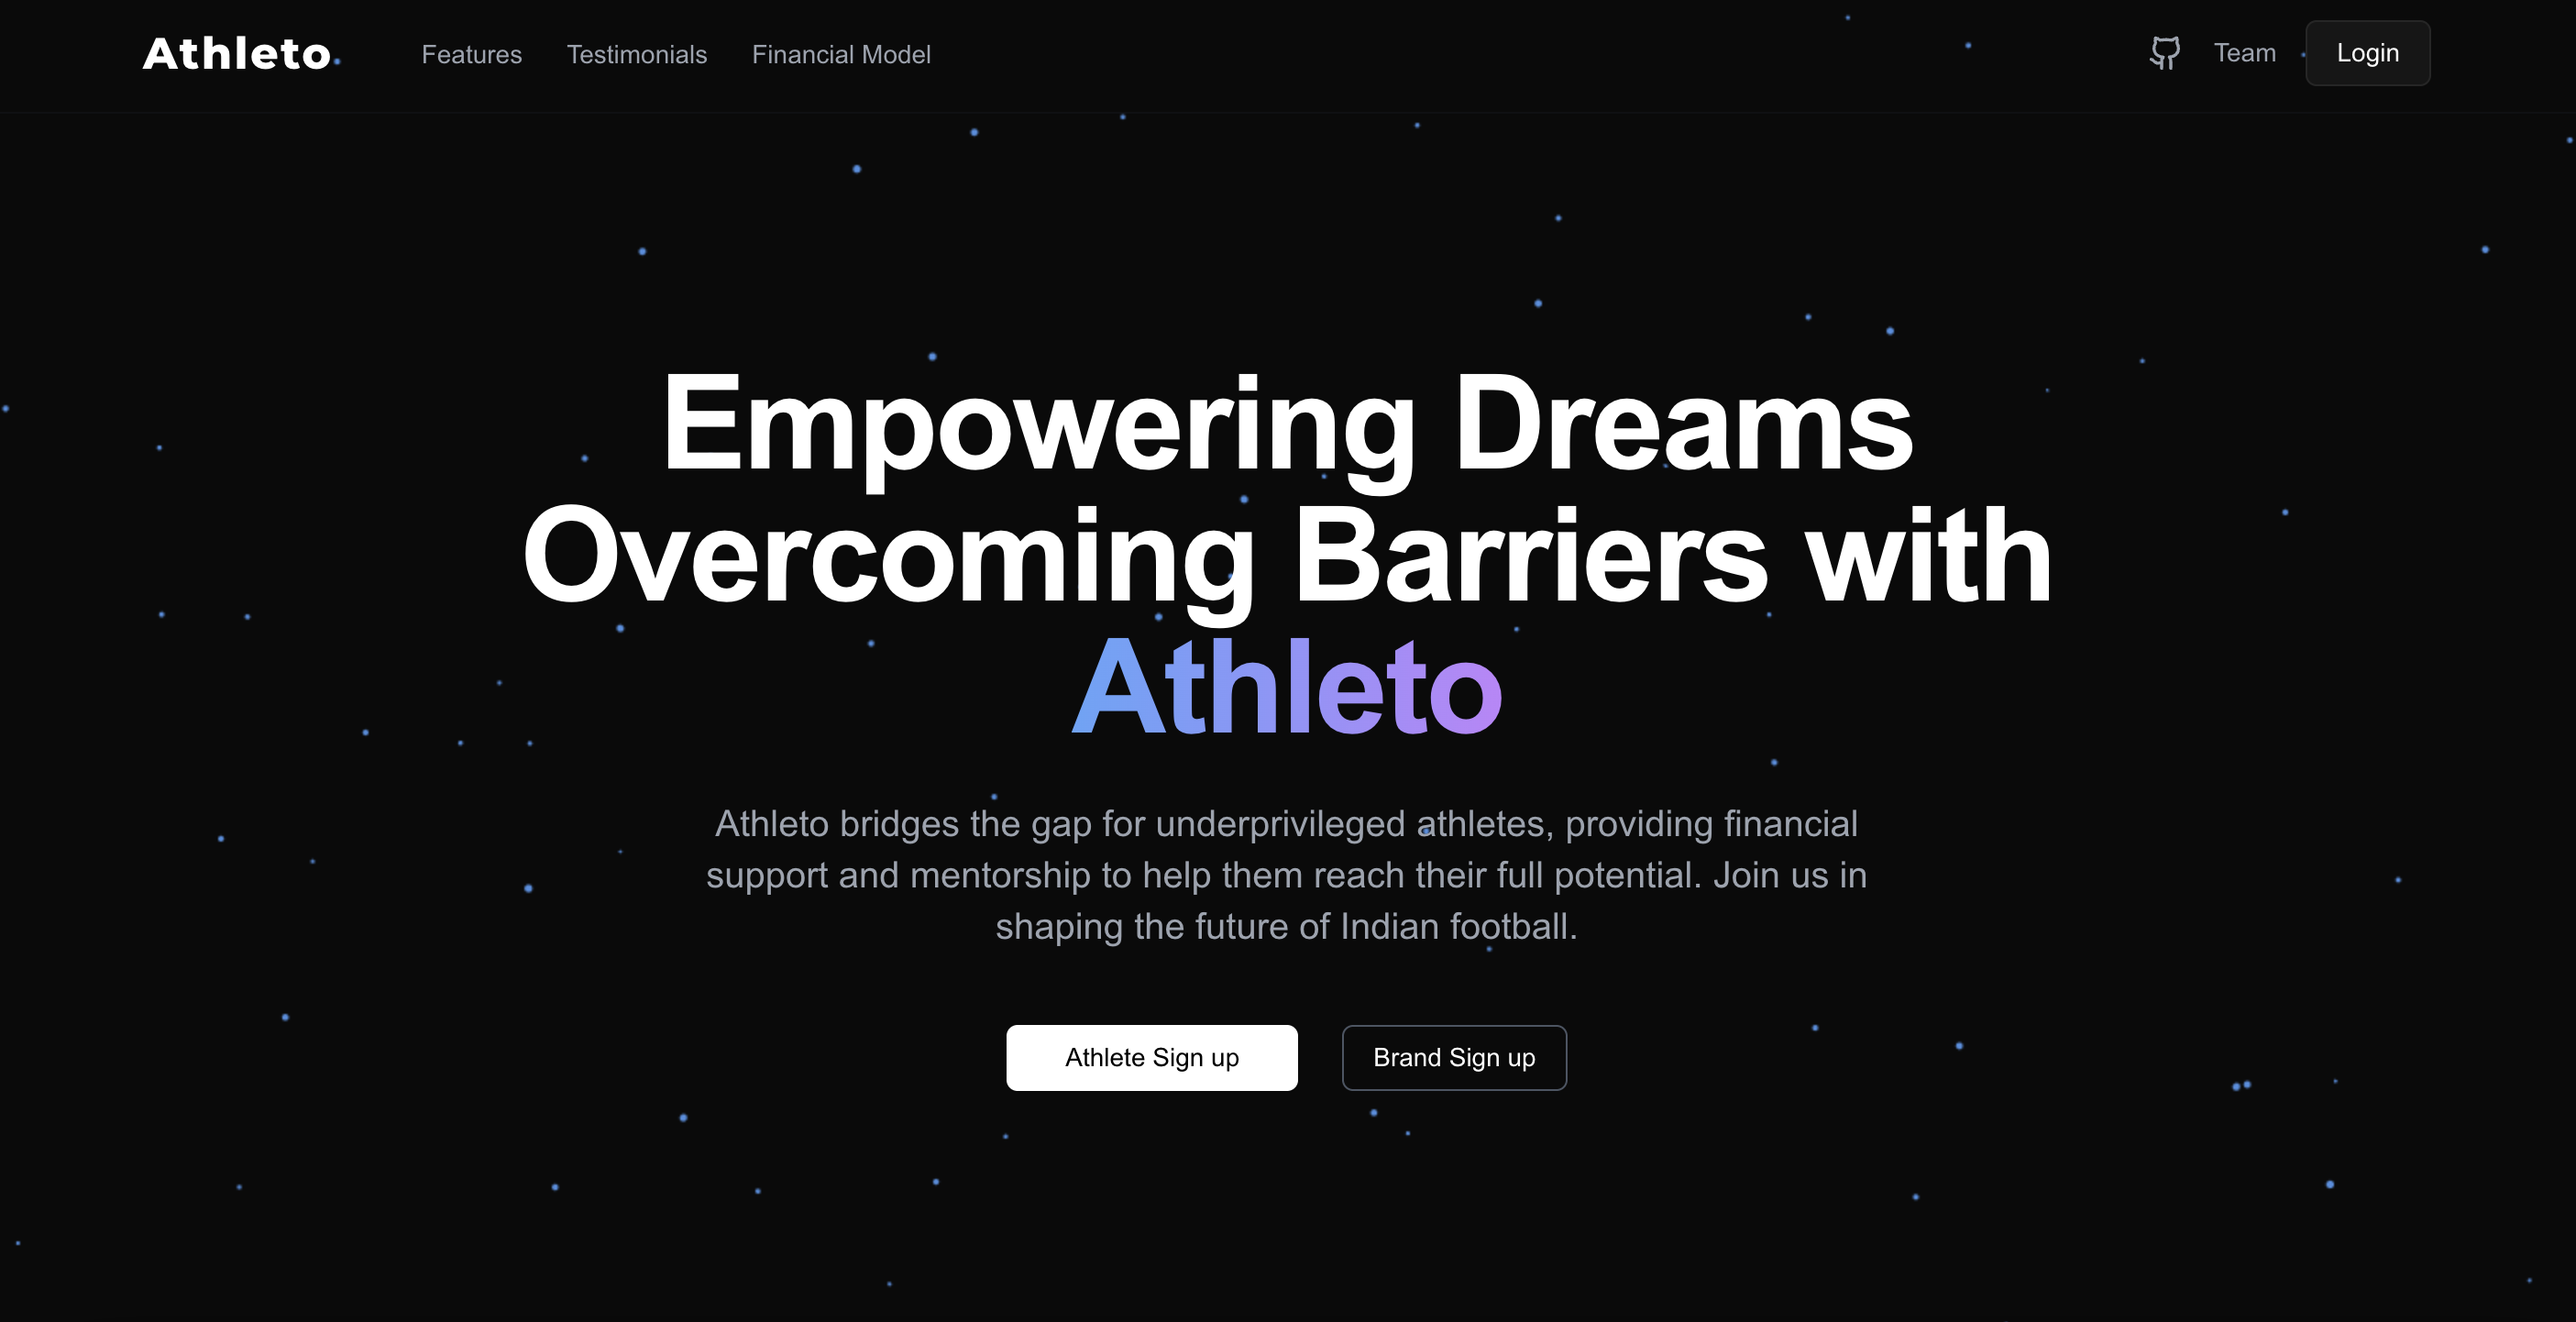 Athleto
Features
Testimonials
Financial Model
Team
Login
Empowering Dreams
Overcoming Barriers with
Athleto
Athleto bridges the gap for underprivileged athletes, providing financial
support and mentorship to help them reach their full potential. Join us in
shaping the future of Indian football.
Athlete Sign up
Brand Sign up